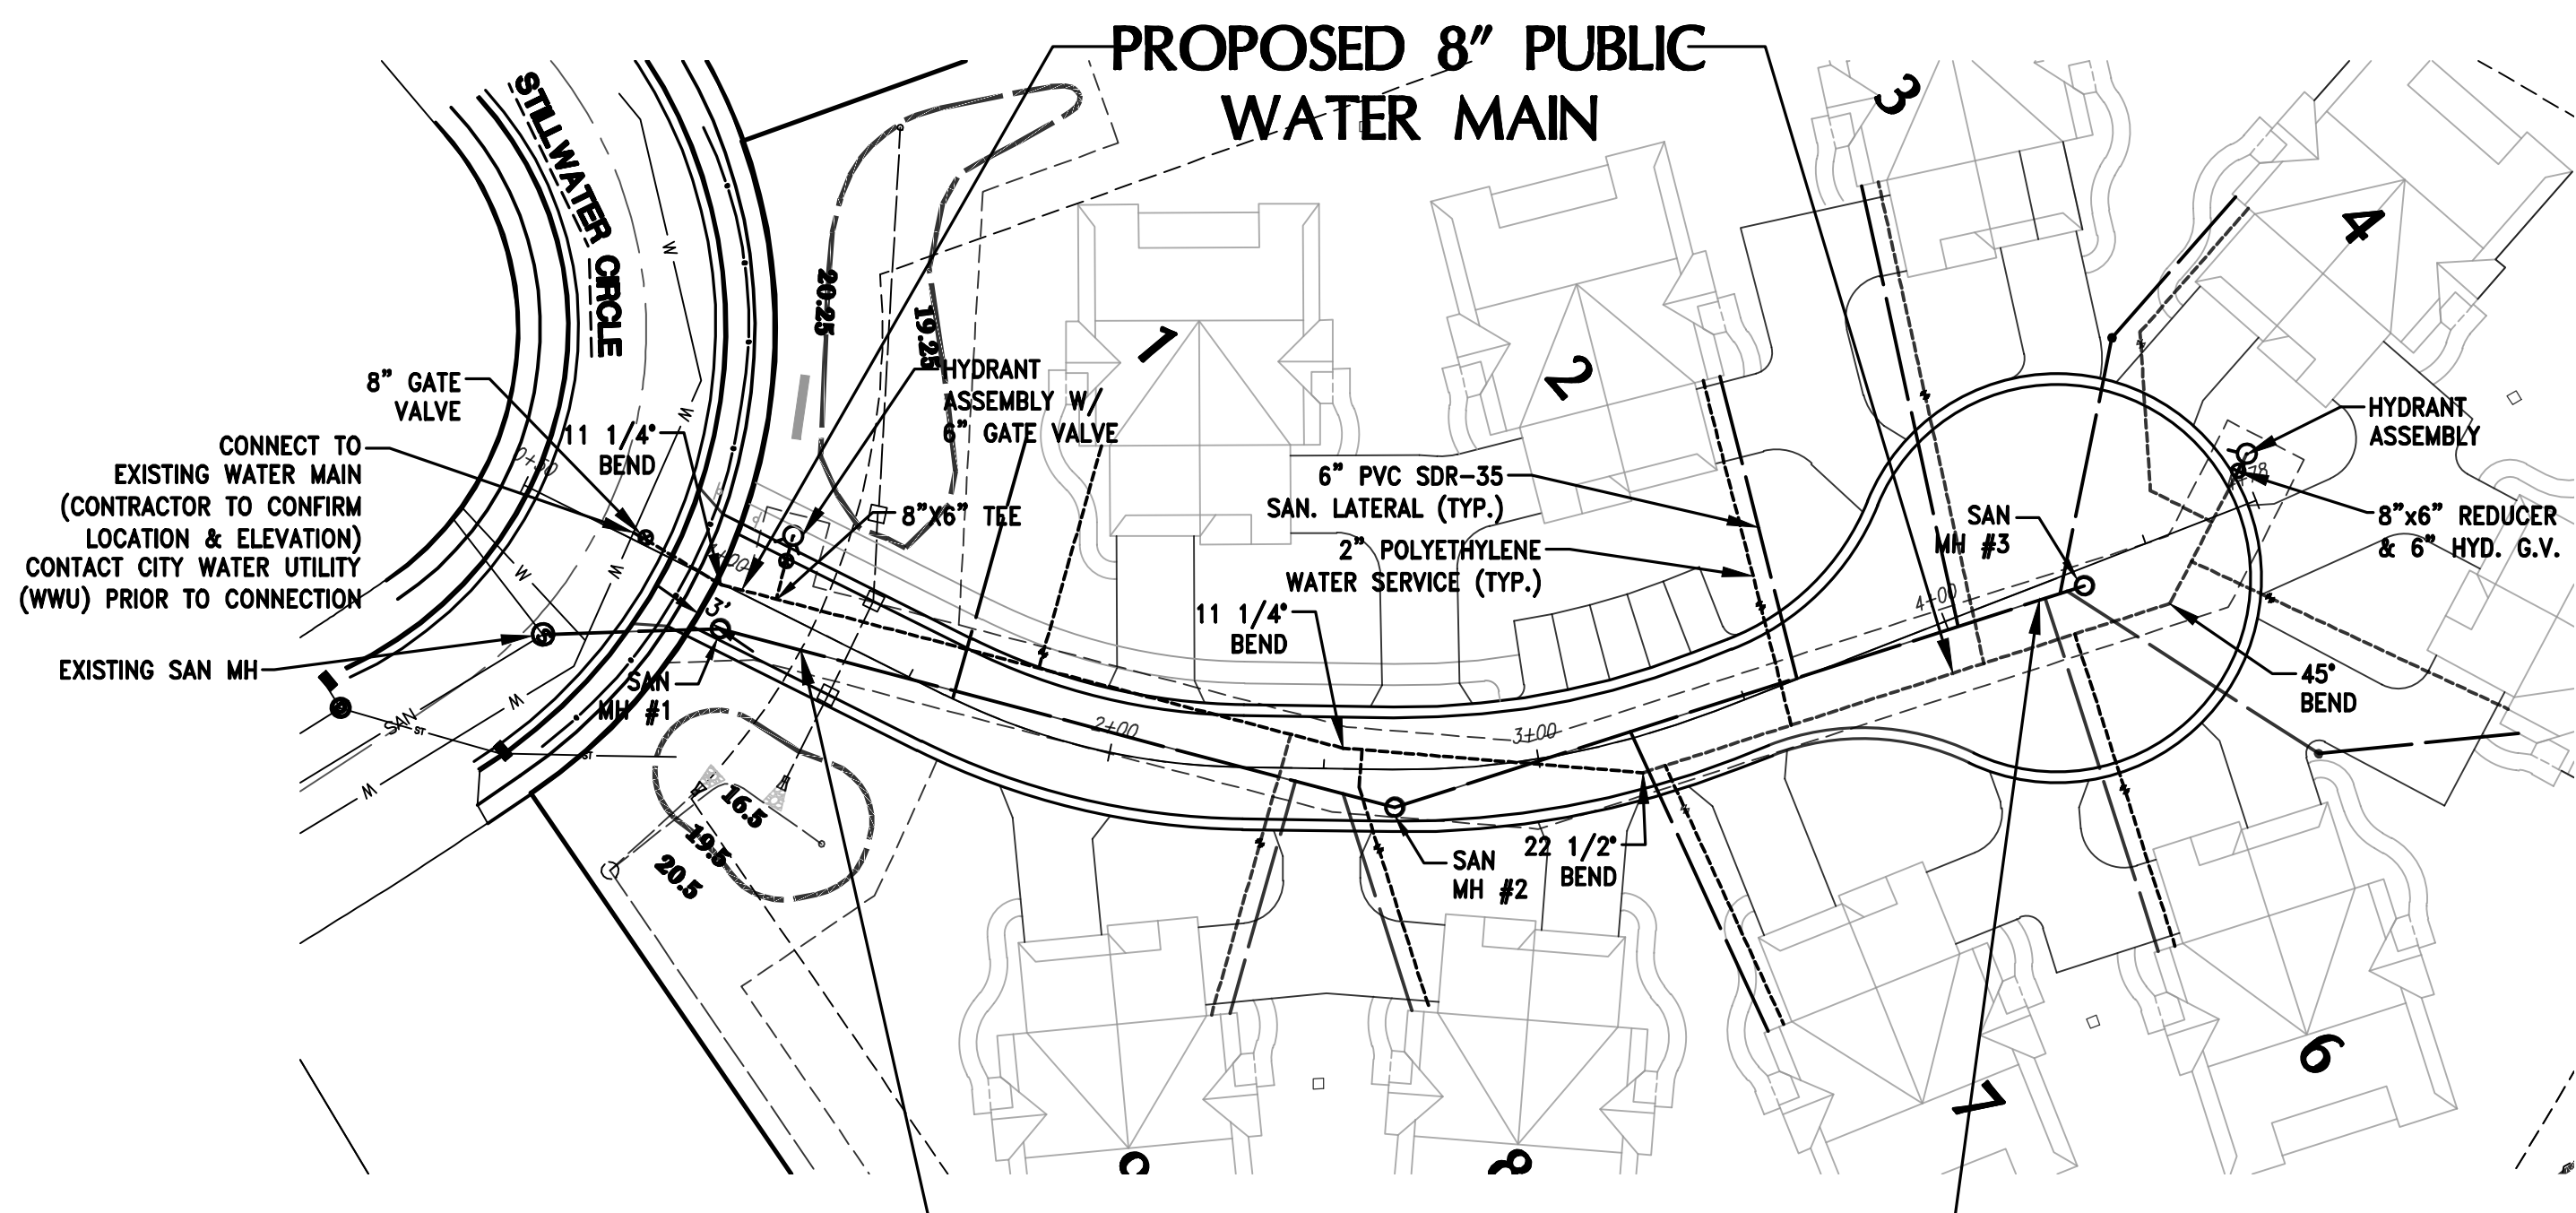 PROPOSED 8" PUBLIC
WATER MAIN
STILLWATER CIRCLE
3
4
20.25
19.25
1
2
HYDRANT
ASSEMBLY W/
6" GATE VALVE
8" GATE
VALVE
11 1/4°
BEND
CONNECT TO
EXISTING WATER MAIN
(CONTRACTOR TO CONFIRM
LOCATION & ELEVATION)
CONTACT CITY WATER UTILITY
(WWU) PRIOR TO CONNECTION
0+50
HYDRANT
ASSEMBLY
6" PVC SDR-35
SAN. LATERAL (TYP.)
8"X6" TEE
SAN
MH #3
8"x6" REDUCER
& 6" HYD. G.V.
2" POLYETHYLENE
WATER SERVICE (TYP.)
W
W
W
W
W
W
3'
11 1/4°
BEND
4+00
EXISTING SAN MH
SAN
MH #1
SAN
ST
ST
2+00
3+00
45°
BEND
16.5
19.5
20.5
SAN
MH #2
22 1/2°
BEND
8
7
6